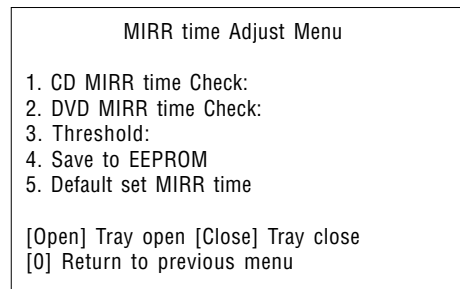 MIRR time Adjust Menu
1. CD MIRR time Check:
2. DVD MIRR time Check:
3. Threshold:
4. Save to EEPROM
5. Default set MIRR time
[Open] Tray open [Close] Tray close
[0] Return to previous menu